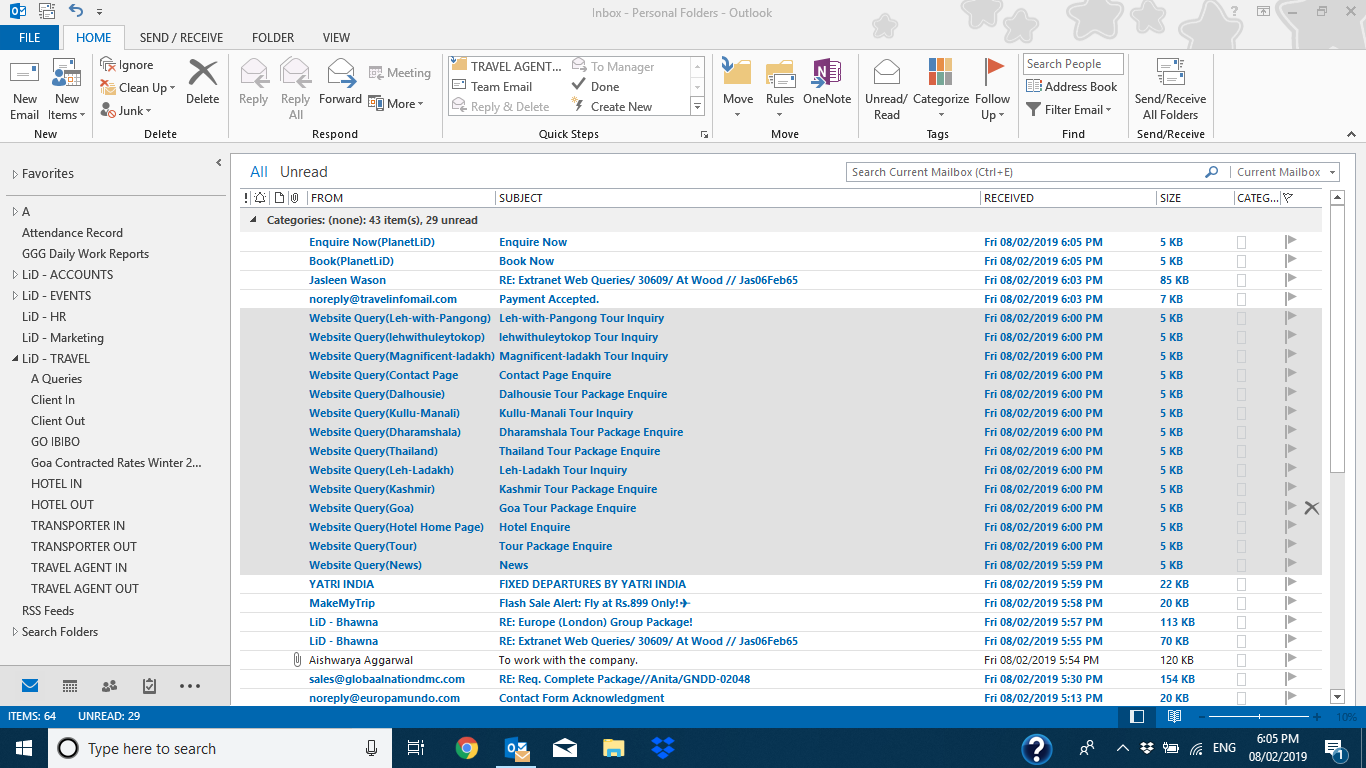 Inbox - Personal Folders - Outlook
FILE HOME SEND / RECEIVE FOLDER VIEW
New Email
New Items
New
Ignore
Clean Up
Junk
Delete
Delete
Reply
Reply All
Forward
Meeting
More
Respond
TRAVEL AGENT... To Manager
Team Email Done
Reply & Delete Create New
Quick Steps
Move
Rules
OneNote
Move
Unread/ Read
Categorize
Follow Up
Tags
Search People
Address Book
Filter Email
Find
Send/Receive All Folders
Send/Receive
Favorites
A
Attendance Record
GGG Daily Work Reports
LiD - ACCOUNTS
LiD - EVENTS
LiD - HR
LiD - Marketing
LiD - TRAVEL
A Queries
Client In
Client Out
GO IBIBO
Goa Contracted Rates Winter 2...
HOTEL IN
HOTEL OUT
TRANSPORTER IN
TRANSPORTER OUT
TRAVEL AGENT IN
TRAVEL AGENT OUT
RSS Feeds
Search Folders
All Unread
Search Current Mailbox (Ctrl+E) Current Mailbox
! FROM SUBJECT RECEIVED SIZE CATEG...
Categories: (none): 43 item(s), 29 unread
Enquire Now(PlanetLiD) Enquire Now Fri 08/02/2019 6:05 PM 5 KB
Book(PlanetLiD) Book Now Fri 08/02/2019 6:05 PM 5 KB
Jasleen Wason RE: Extranet Web Queries/ 30609/ At Wood // Jas06Feb65 Fri 08/02/2019 6:03 PM 85 KB
noreply@travelinfomail.com Payment Accepted. Fri 08/02/2019 6:03 PM 7 KB
Website Query(Leh-with-Pangong) Leh-with-Pangong Tour Inquiry Fri 08/02/2019 6:00 PM 5 KB
Website Query(lehwithuleytokop) lehwithuleytokop Tour Inquiry Fri 08/02/2019 6:00 PM 5 KB
Website Query(Magnificent-ladakh) Magnificent-ladakh Tour Inquiry Fri 08/02/2019 6:00 PM 5 KB
Website Query(Contact Page Contact Page Enquire Fri 08/02/2019 6:00 PM 5 KB
Website Query(Dalhousie) Dalhousie Tour Package Enquire Fri 08/02/2019 6:00 PM 5 KB
Website Query(Kullu-Manali) Kullu-Manali Tour Inquiry Fri 08/02/2019 6:00 PM 5 KB
Website Query(Dharamshala) Dharamshala Tour Package Enquire Fri 08/02/2019 6:00 PM 5 KB
Website Query(Thailand) Thailand Tour Package Enquire Fri 08/02/2019 6:00 PM 5 KB
Website Query(Leh-Ladakh) Leh-Ladakh Tour Inquiry Fri 08/02/2019 6:00 PM 5 KB
Website Query(Kashmir) Kashmir Tour Package Enquire Fri 08/02/2019 6:00 PM 5 KB
Website Query(Goa) Goa Tour Package Enquire Fri 08/02/2019 6:00 PM 5 KB
Website Query(Hotel Home Page) Hotel Enquire Fri 08/02/2019 6:00 PM 5 KB
Website Query(Tour) Tour Package Enquire Fri 08/02/2019 6:00 PM 5 KB
Website Query(News) News Fri 08/02/2019 5:59 PM 5 KB
YATRI INDIA FIXED DEPARTURES BY YATRI INDIA Fri 08/02/2019 5:59 PM 22 KB
MakeMyTrip Flash Sale Alert: Fly at Rs.899 Only!✈ Fri 08/02/2019 5:58 PM 20 KB
LiD - Bhawna RE: Europe (London) Group Package! Fri 08/02/2019 5:57 PM 113 KB
LiD - Bhawna RE: Extranet Web Queries/ 30609/ At Wood // Jas06Feb65 Fri 08/02/2019 5:55 PM 70 KB
Aishwarya Aggarwal To work with the company. Fri 08/02/2019 5:54 PM 120 KB
sales@globaalnationdmc.com RE: Req. Complete Package//Anita/GNDD-02048 Fri 08/02/2019 5:30 PM 154 KB
noreply@europamundo.com Contact Form Acknowledgment Fri 08/02/2019 5:13 PM 20 KB
ITEMS: 64 UNREAD: 29 10%
Type here to search ENG 6:05 PM
08/02/2019 1